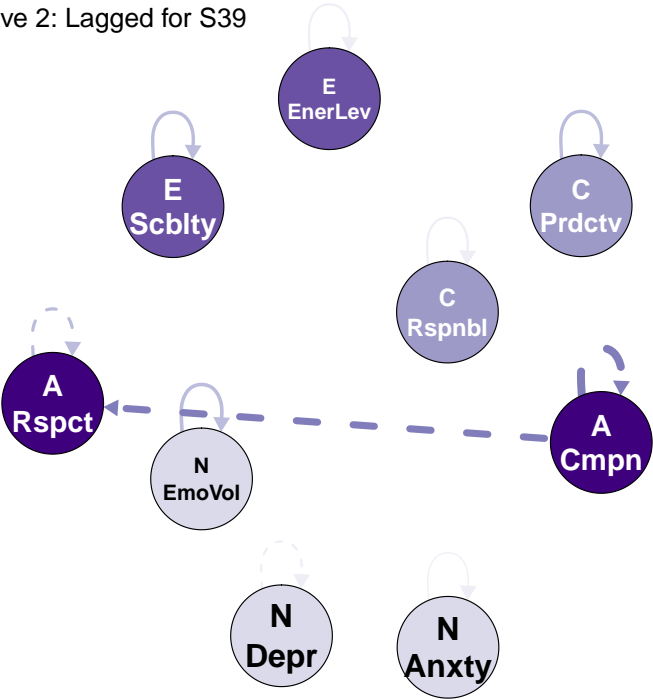 ve 2: Lagged for S39
E
EnerLev
E
Scblty
C
Prdctv
C
Rspnbl
A
Rspct
A
Cmpn
N
EmoVol
N
Depr
N
Anxty